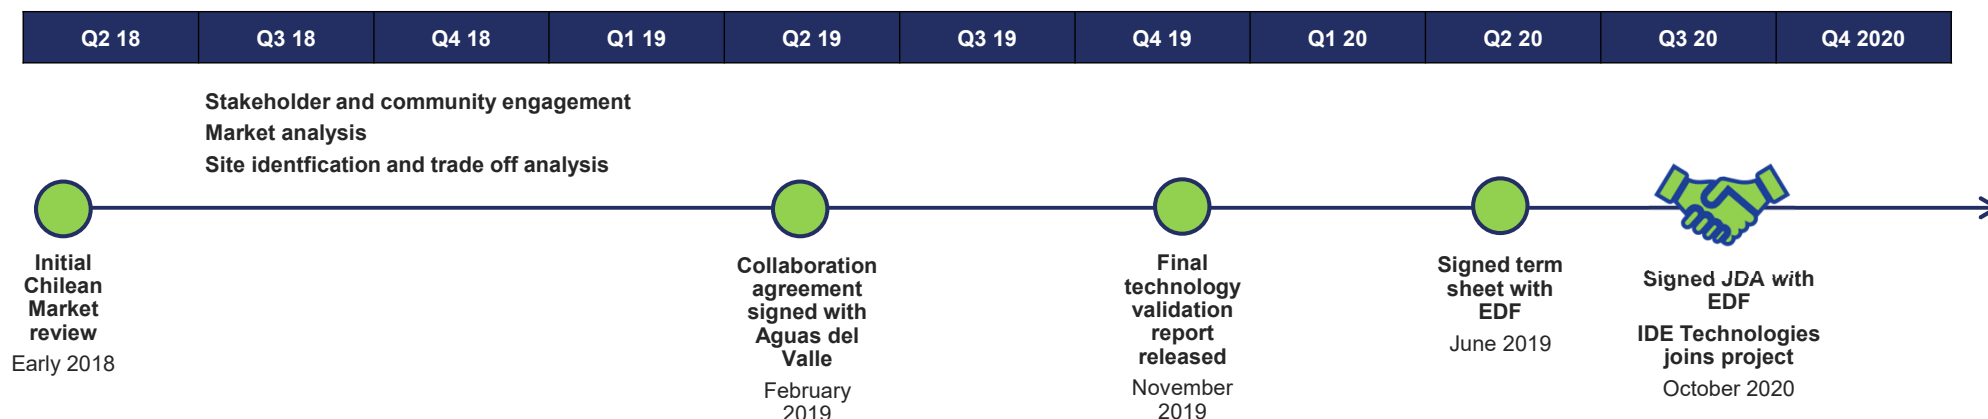 Q2 18 Q3 18 Q4 18 Q1 19 Q2 19 Q3 19 Q4 19 Q1 20 Q2 20 Q3 20 Q4 2020
Stakeholder and community engagement
Market analysis
Site identfication and trade off analysis
Initial
Chilean
Market
review
Early 2018
Collaboration
agreement
signed with
Aguas del
Valle
February
2019
Final
technology
validation
report
released
November
2019
Signed term
sheet with
EDF
June 2019
Signed JDA with
EDF
IDE Technologies
joins project
October 2020